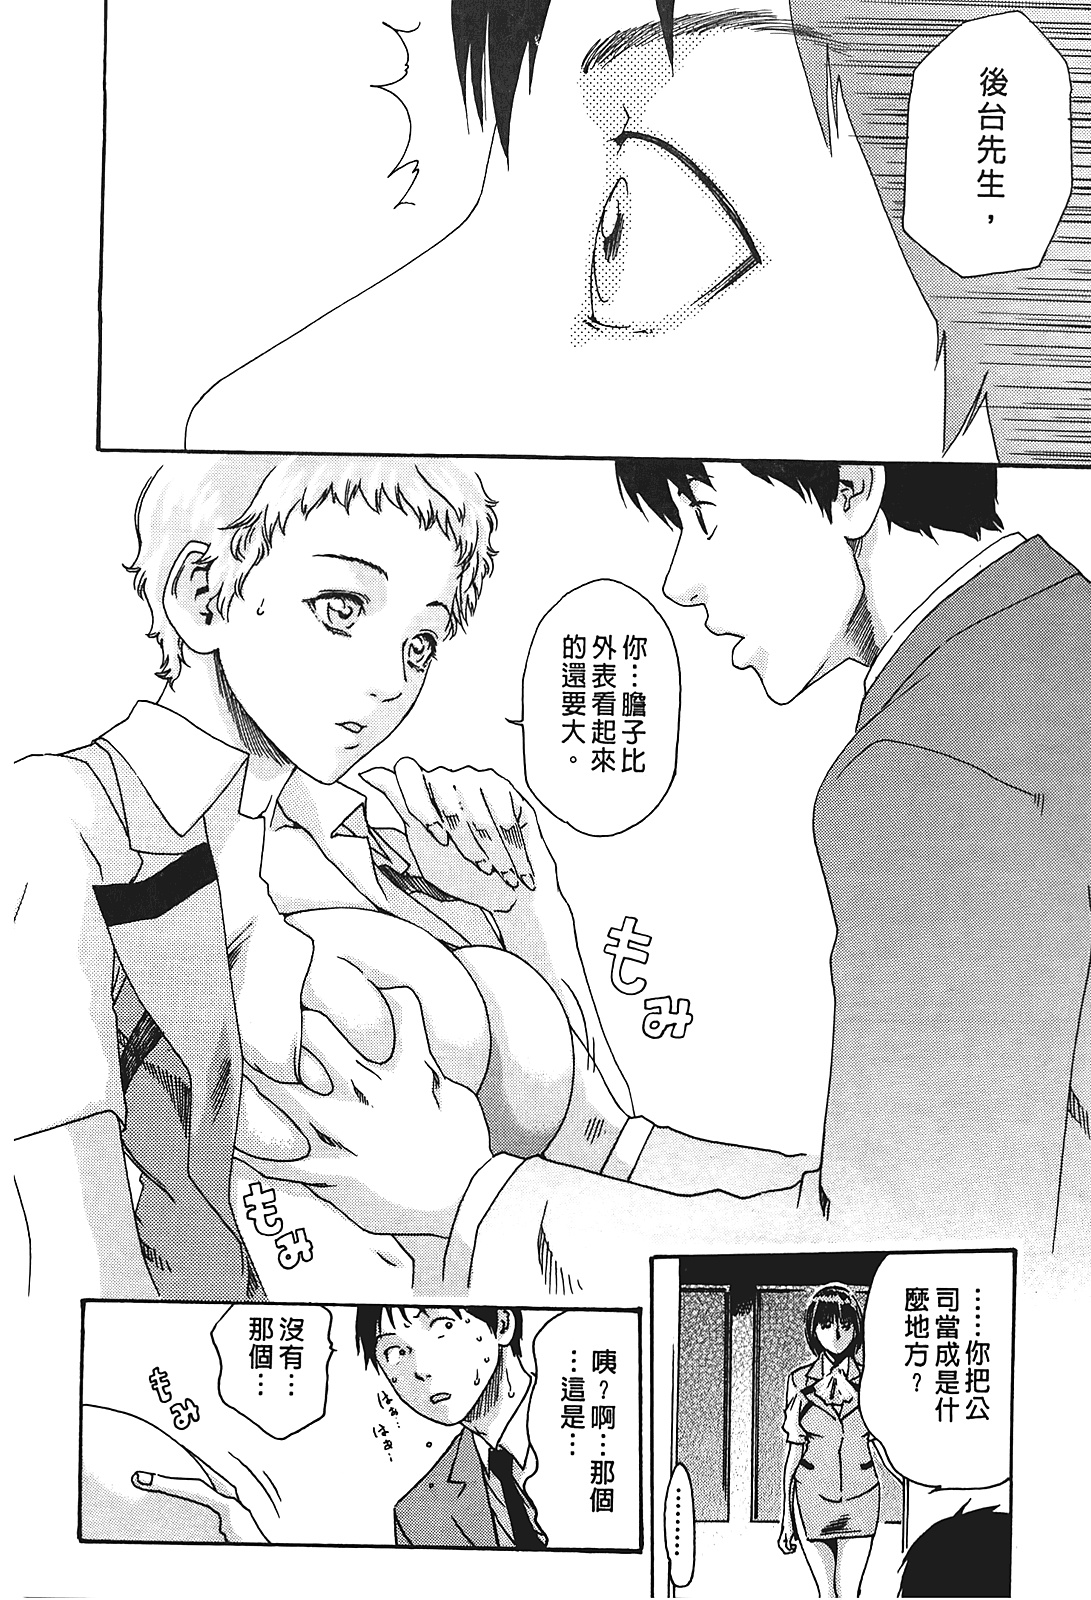 後台先生，
你…膽子比
外表看起來
的還要大。
もみ
もみ
……你把公
司當成是什
麼地方？
………
咦？啊…那個
…這是…
はぁ…
はぁ…
沒有…
那個…
もみ